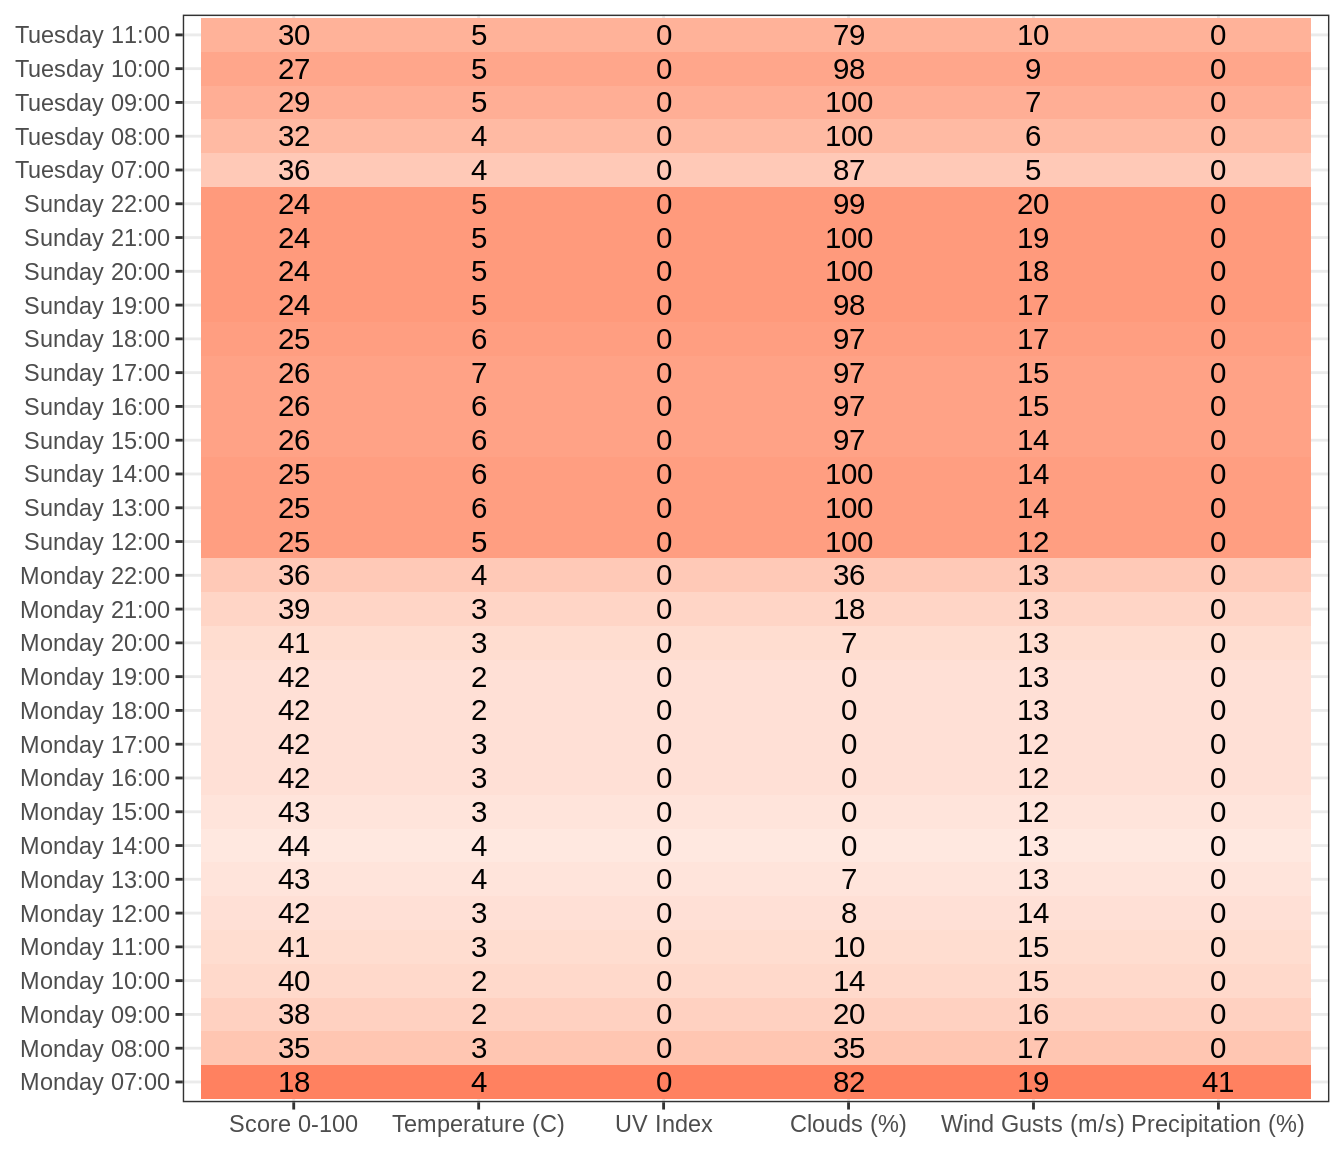 Tuesday 11:00 30 5 0 79 10 0
Tuesday 10:00 27 5 0 98 9 0
Tuesday 09:00 29 5 0 100 7 0
Tuesday 08:00 32 4 0 100 6 0
Tuesday 07:00 36 4 0 87 5 0
Sunday 22:00 24 5 0 99 20 0
Sunday 21:00 24 5 0 100 19 0
Sunday 20:00 24 5 0 100 18 0
Sunday 19:00 24 5 0 98 17 0
Sunday 18:00 25 6 0 97 17 0
Sunday 17:00 26 7 0 97 15 0
Sunday 16:00 26 6 0 97 15 0
Sunday 15:00 26 6 0 97 14 0
Sunday 14:00 25 6 0 100 14 0
Sunday 13:00 25 6 0 100 14 0
Sunday 12:00 25 5 0 100 12 0
Monday 22:00 36 4 0 36 13 0
Monday 21:00 39 3 0 18 13 0
Monday 20:00 41 3 0 7 13 0
Monday 19:00 42 2 0 0 13 0
Monday 18:00 42 2 0 0 13 0
Monday 17:00 42 3 0 0 12 0
Monday 16:00 42 3 0 0 12 0
Monday 15:00 43 3 0 0 12 0
Monday 14:00 44 4 0 0 13 0
Monday 13:00 43 4 0 7 13 0
Monday 12:00 42 3 0 8 14 0
Monday 11:00 41 3 0 10 15 0
Monday 10:00 40 2 0 14 15 0
Monday 09:00 38 2 0 20 16 0
Monday 08:00 35 3 0 35 17 0
Monday 07:00 18 4 0 82 19 41
Score 0-100 Temperature (C) UV Index Clouds (%) Wind Gusts (m/s) Precipitation (%)